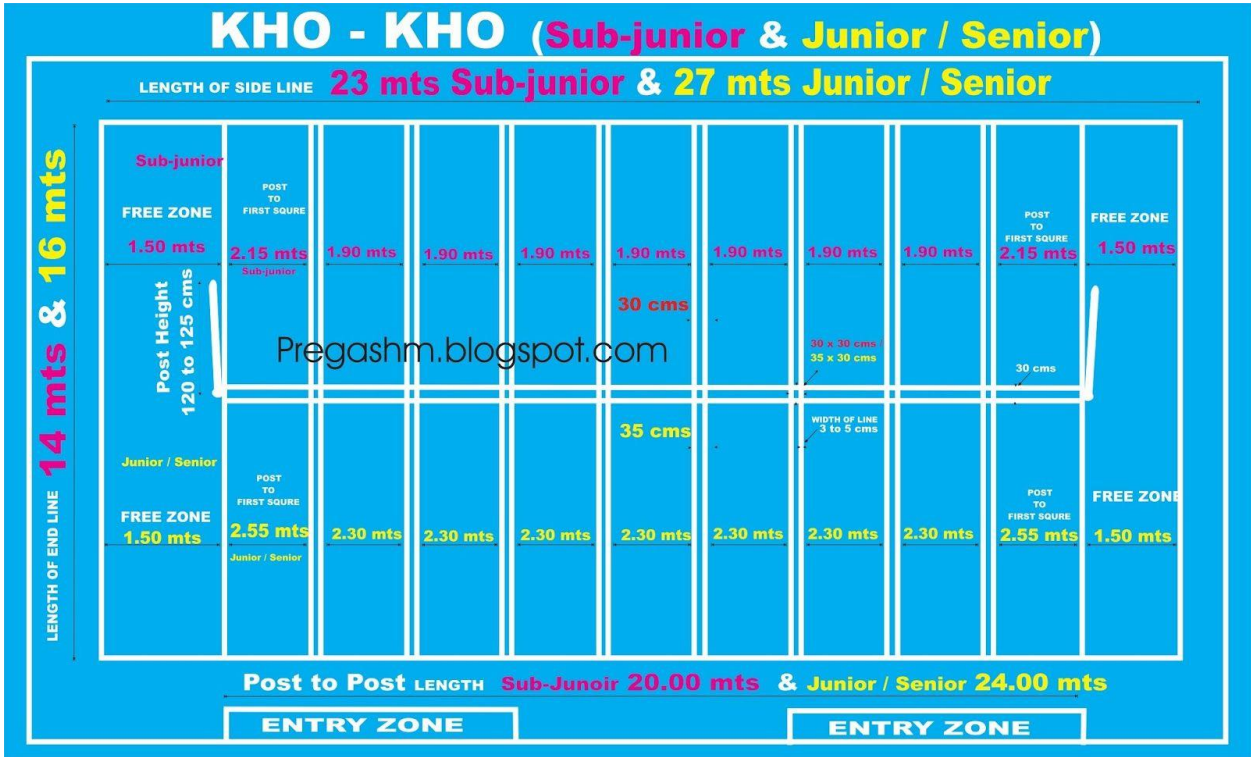 KHO - KHO (Sub-junior & Junior / Senior)
LENGTH OF SIDE LINE 23 mts Sub-junior & 27 mts Junior / Senior
LENGTH OF END LINE 14 mts & 16 mts
Sub-junior
FREE ZONE
1.50 mts
POST
TO
FIRST SQURE
2.15 mts
Sub-junior
1.90 mts
1.90 mts
1.90 mts
1.90 mts
1.90 mts
1.90 mts
1.90 mts
POST
TO
FIRST SQURE
2.15 mts
FREE ZONE
1.50 mts
Post Height
120 to 125 cms
30 cms
Pregashm.blogspot.com
30 x 30 cms /
35 x 30 cms
30 cms
35 cms
WIDTH OF LINE
3 to 5 cms
Junior / Senior
FREE ZONE
1.50 mts
POST
TO
FIRST SQURE
2.55 mts
Junior / Senior
2.30 mts
2.30 mts
2.30 mts
2.30 mts
2.30 mts
2.30 mts
2.30 mts
POST
TO
FIRST SQURE
2.55 mts
FREE ZONE
1.50 mts
Post to Post LENGTH Sub-Junoir 20.00 mts & Junior / Senior 24.00 mts
ENTRY ZONE
ENTRY ZONE